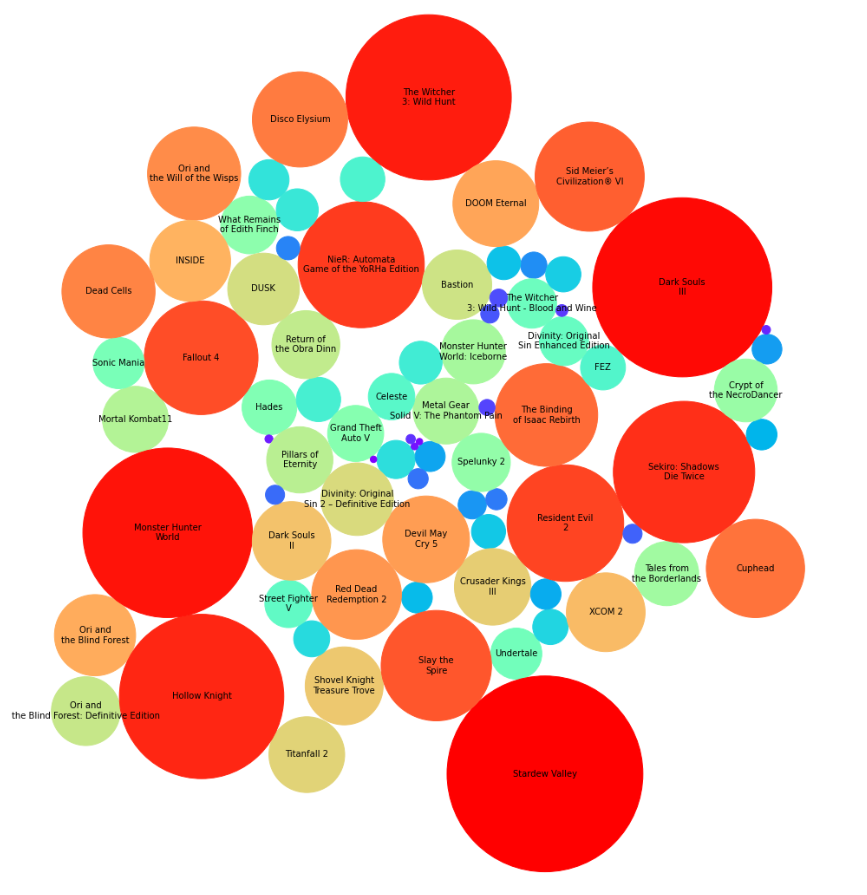 The Witcher
3: Wild Hunt
Disco Elysium
Ori and
the Will of the Wisps
Sid Meier's
Civilization® VI
DOOM Eternal
What Remains
of Edith Finch
INSIDE
NieR: Automata
Game of the YoRHa Edition
Dead Cells
DUSK
Bastion
Dark Souls
III
The Witcher
3: Wild Hunt - Blood and Wine
Return of
the Obra Dinn
Monster Hunter
World: Iceborne
Divinity: Original
Sin Enhanced Edition
Sonic Mania
Fallout 4
FEZ
Crypt of
the NecroDancer
Celeste
Hades
Metal Gear
Solid V: The Phantom Pain
The Binding
of Isaac Rebirth
Mortal Kombat11
Grand Theft
Auto V
Pillars of
Eternity
Spelunky 2
Sekiro: Shadows
Die Twice
Divinity: Original
Sin 2 – Definitive Edition
Monster Hunter
World
Dark Souls
II
Devil May
Cry 5
Resident Evil
2
Tales from
the Borderlands
Cuphead
Crusader Kings
III
Street Fighter
V
Red Dead
Redemption 2
XCOM 2
Ori and
the Blind Forest
Undertale
Slay the
Spire
Shovel Knight
Treasure Trove
Hollow Knight
Ori and
the Blind Forest: Definitive Edition
Titanfall 2
Stardew Valley